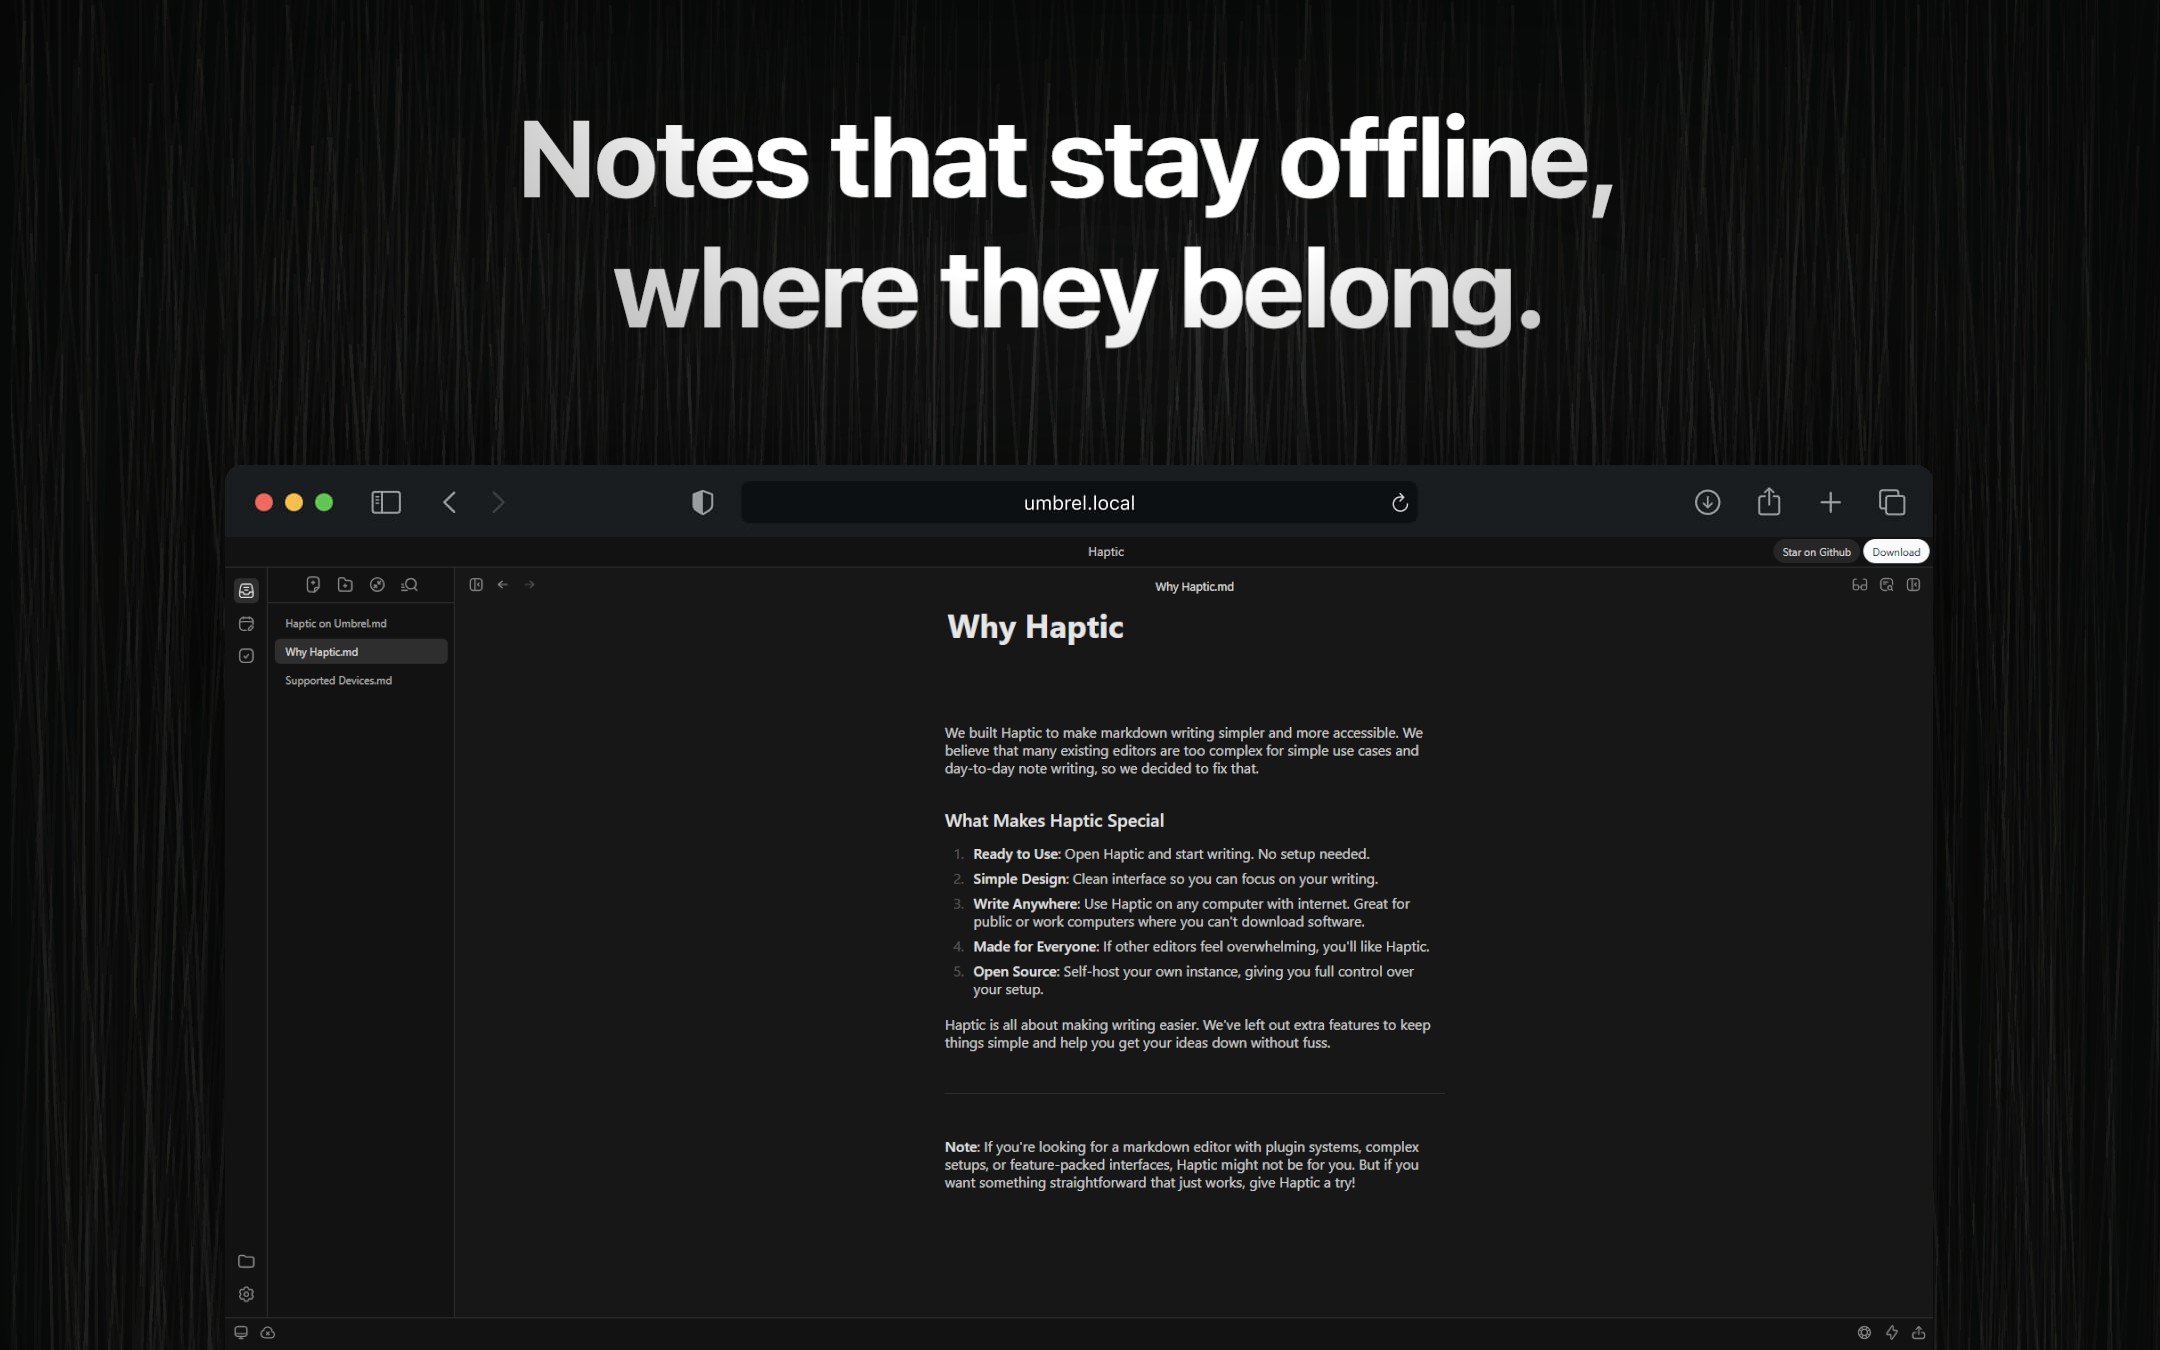 Notes that stay offline,
where they belong.
umbrel.local
Haptic
Star on Github
Download
Haptic on Umbrel.md
Why Haptic.md
Supported Devices.md
Why Haptic.md
Why Haptic
We built Haptic to make markdown writing simpler and more accessible. We
believe that many existing editors are too complex for simple use cases and
day-to-day note writing, so we decided to fix that.
What Makes Haptic Special
1. Ready to Use: Open Haptic and start writing. No setup needed.
2. Simple Design: Clean interface so you can focus on your writing.
3. Write Anywhere: Use Haptic on any computer with internet. Great for
public or work computers where you can't download software.
4. Made for Everyone: If other editors feel overwhelming, you'll like Haptic.
5. Open Source: Self-host your own instance, giving you full control over
your setup.
Haptic is all about making writing easier. We've left out extra features to keep
things simple and help you get your ideas down without fuss.
Note: If you're looking for a markdown editor with plugin systems, complex
setups, or feature-packed interfaces, Haptic might not be for you. But if you
want something straightforward that just works, give Haptic a try!